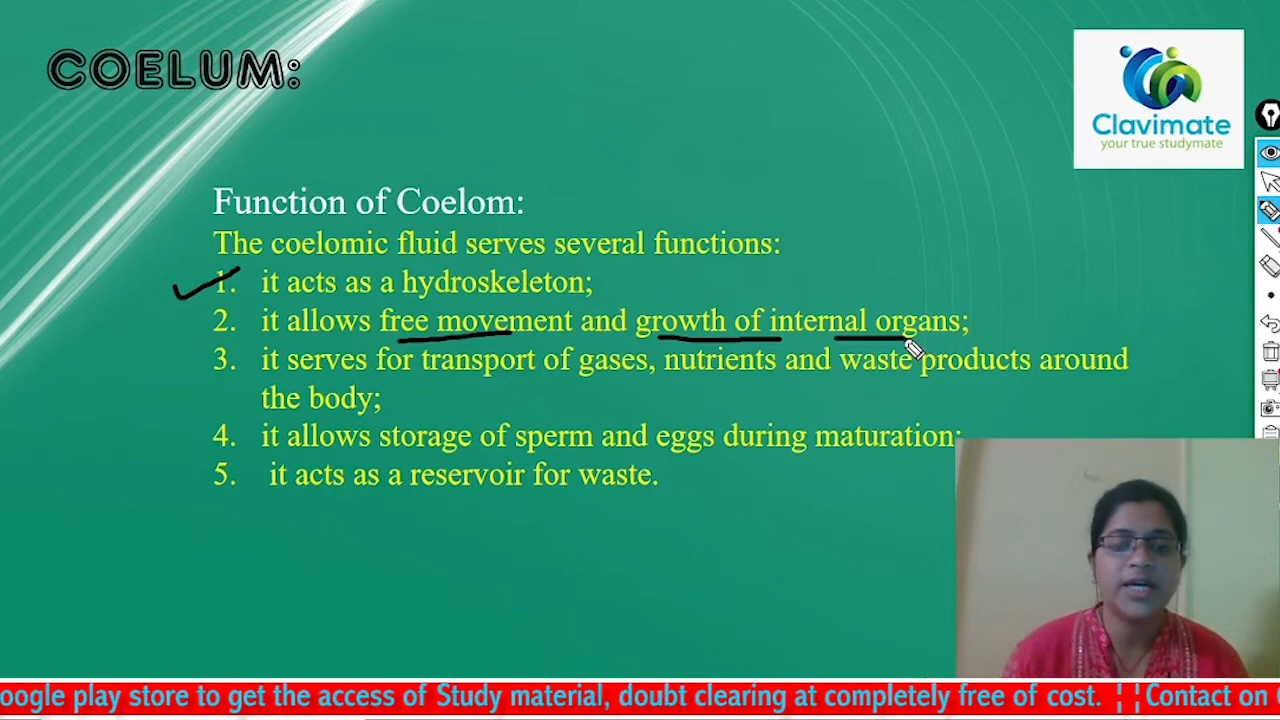 COELUM:
Clavimate
your true studymate
Function of Coelom:
The coelomic fluid serves several functions:
1. it acts as a hydroskeleton;
2. it allows free movement and growth of internal organs;
3. it serves for transport of gases, nutrients and waste products around
the body;
4. it allows storage of sperm and eggs during maturation;
5. it acts as a reservoir for waste.
oogle play store to get the access of Study material, doubt clearing at completely free of cost. ¦ ¦Contact on